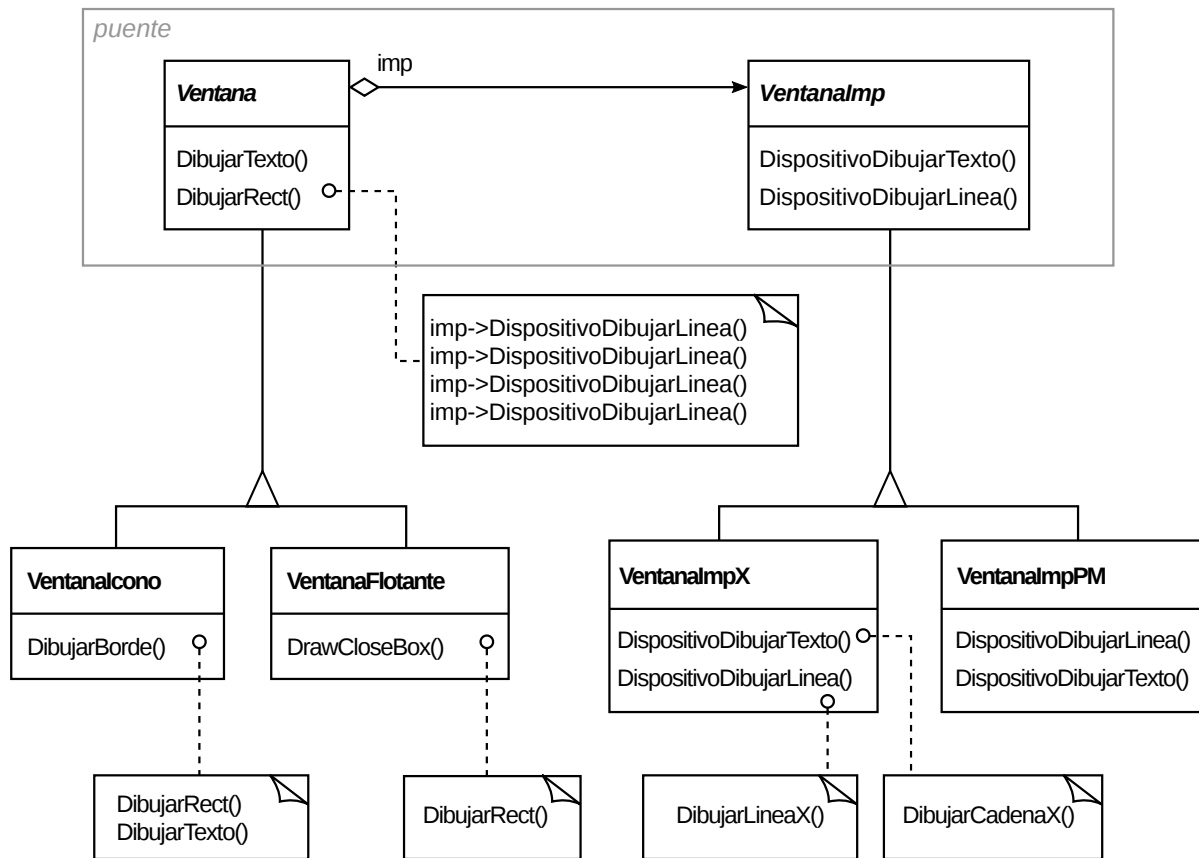 puente
imp
Ventana
DibujarTexto()
DibujarRect()
VentanaImp
DispositivoDibujarTexto()
DispositivoDibujarLinea()
imp->DispositivoDibujarLinea()
imp->DispositivoDibujarLinea()
imp->DispositivoDibujarLinea()
imp->DispositivoDibujarLinea()
VentanaIcono
DibujarBorde()
VentanaFlotante
DrawCloseBox()
VentanaImpX
DispositivoDibujarTexto()
DispositivoDibujarLinea()
VentanaImpPM
DispositivoDibujarLinea()
DispositivoDibujarTexto()
DibujarRect()
DibujarTexto()
DibujarRect()
DibujarLineaX()
DibujarCadenaX()